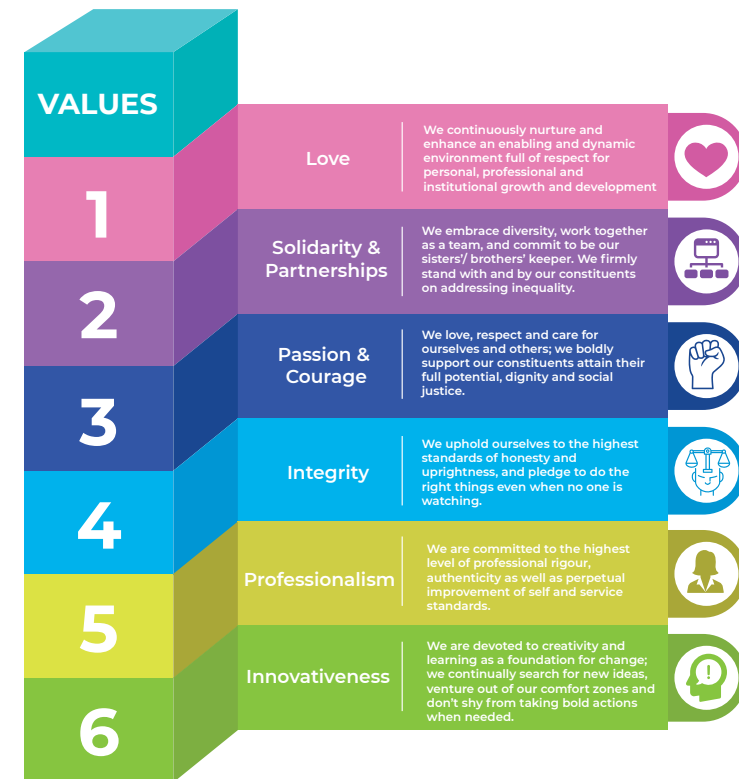 VALUES
1
Love
We continuously nurture and
enhance an enabling and dynamic
environment full of respect for
personal, professional and
institutional growth and development
2
Solidarity &
Partnerships
We embrace diversity, work together
as a team, and commit to be our
sisters’/ brothers’ keeper. We firmly
stand with and by our constituents
on addressing inequality.
3
Passion &
Courage
We love, respect and care for
ourselves and others; we boldly
support our constituents attain their
full potential, dignity and social
justice.
4
Integrity
We uphold ourselves to the highest
standards of honesty and
uprightness, and pledge to do the
right things even when no one is
watching.
5
Professionalism
We are committed to the highest
level of professional rigour,
authenticity as well as perpetual
improvement of self and service
standards.
6
Innovativeness
We are devoted to creativity and
learning as a foundation for change;
we continually search for new ideas,
venture out of our comfort zones and
don’t shy from taking bold actions
when needed.
!